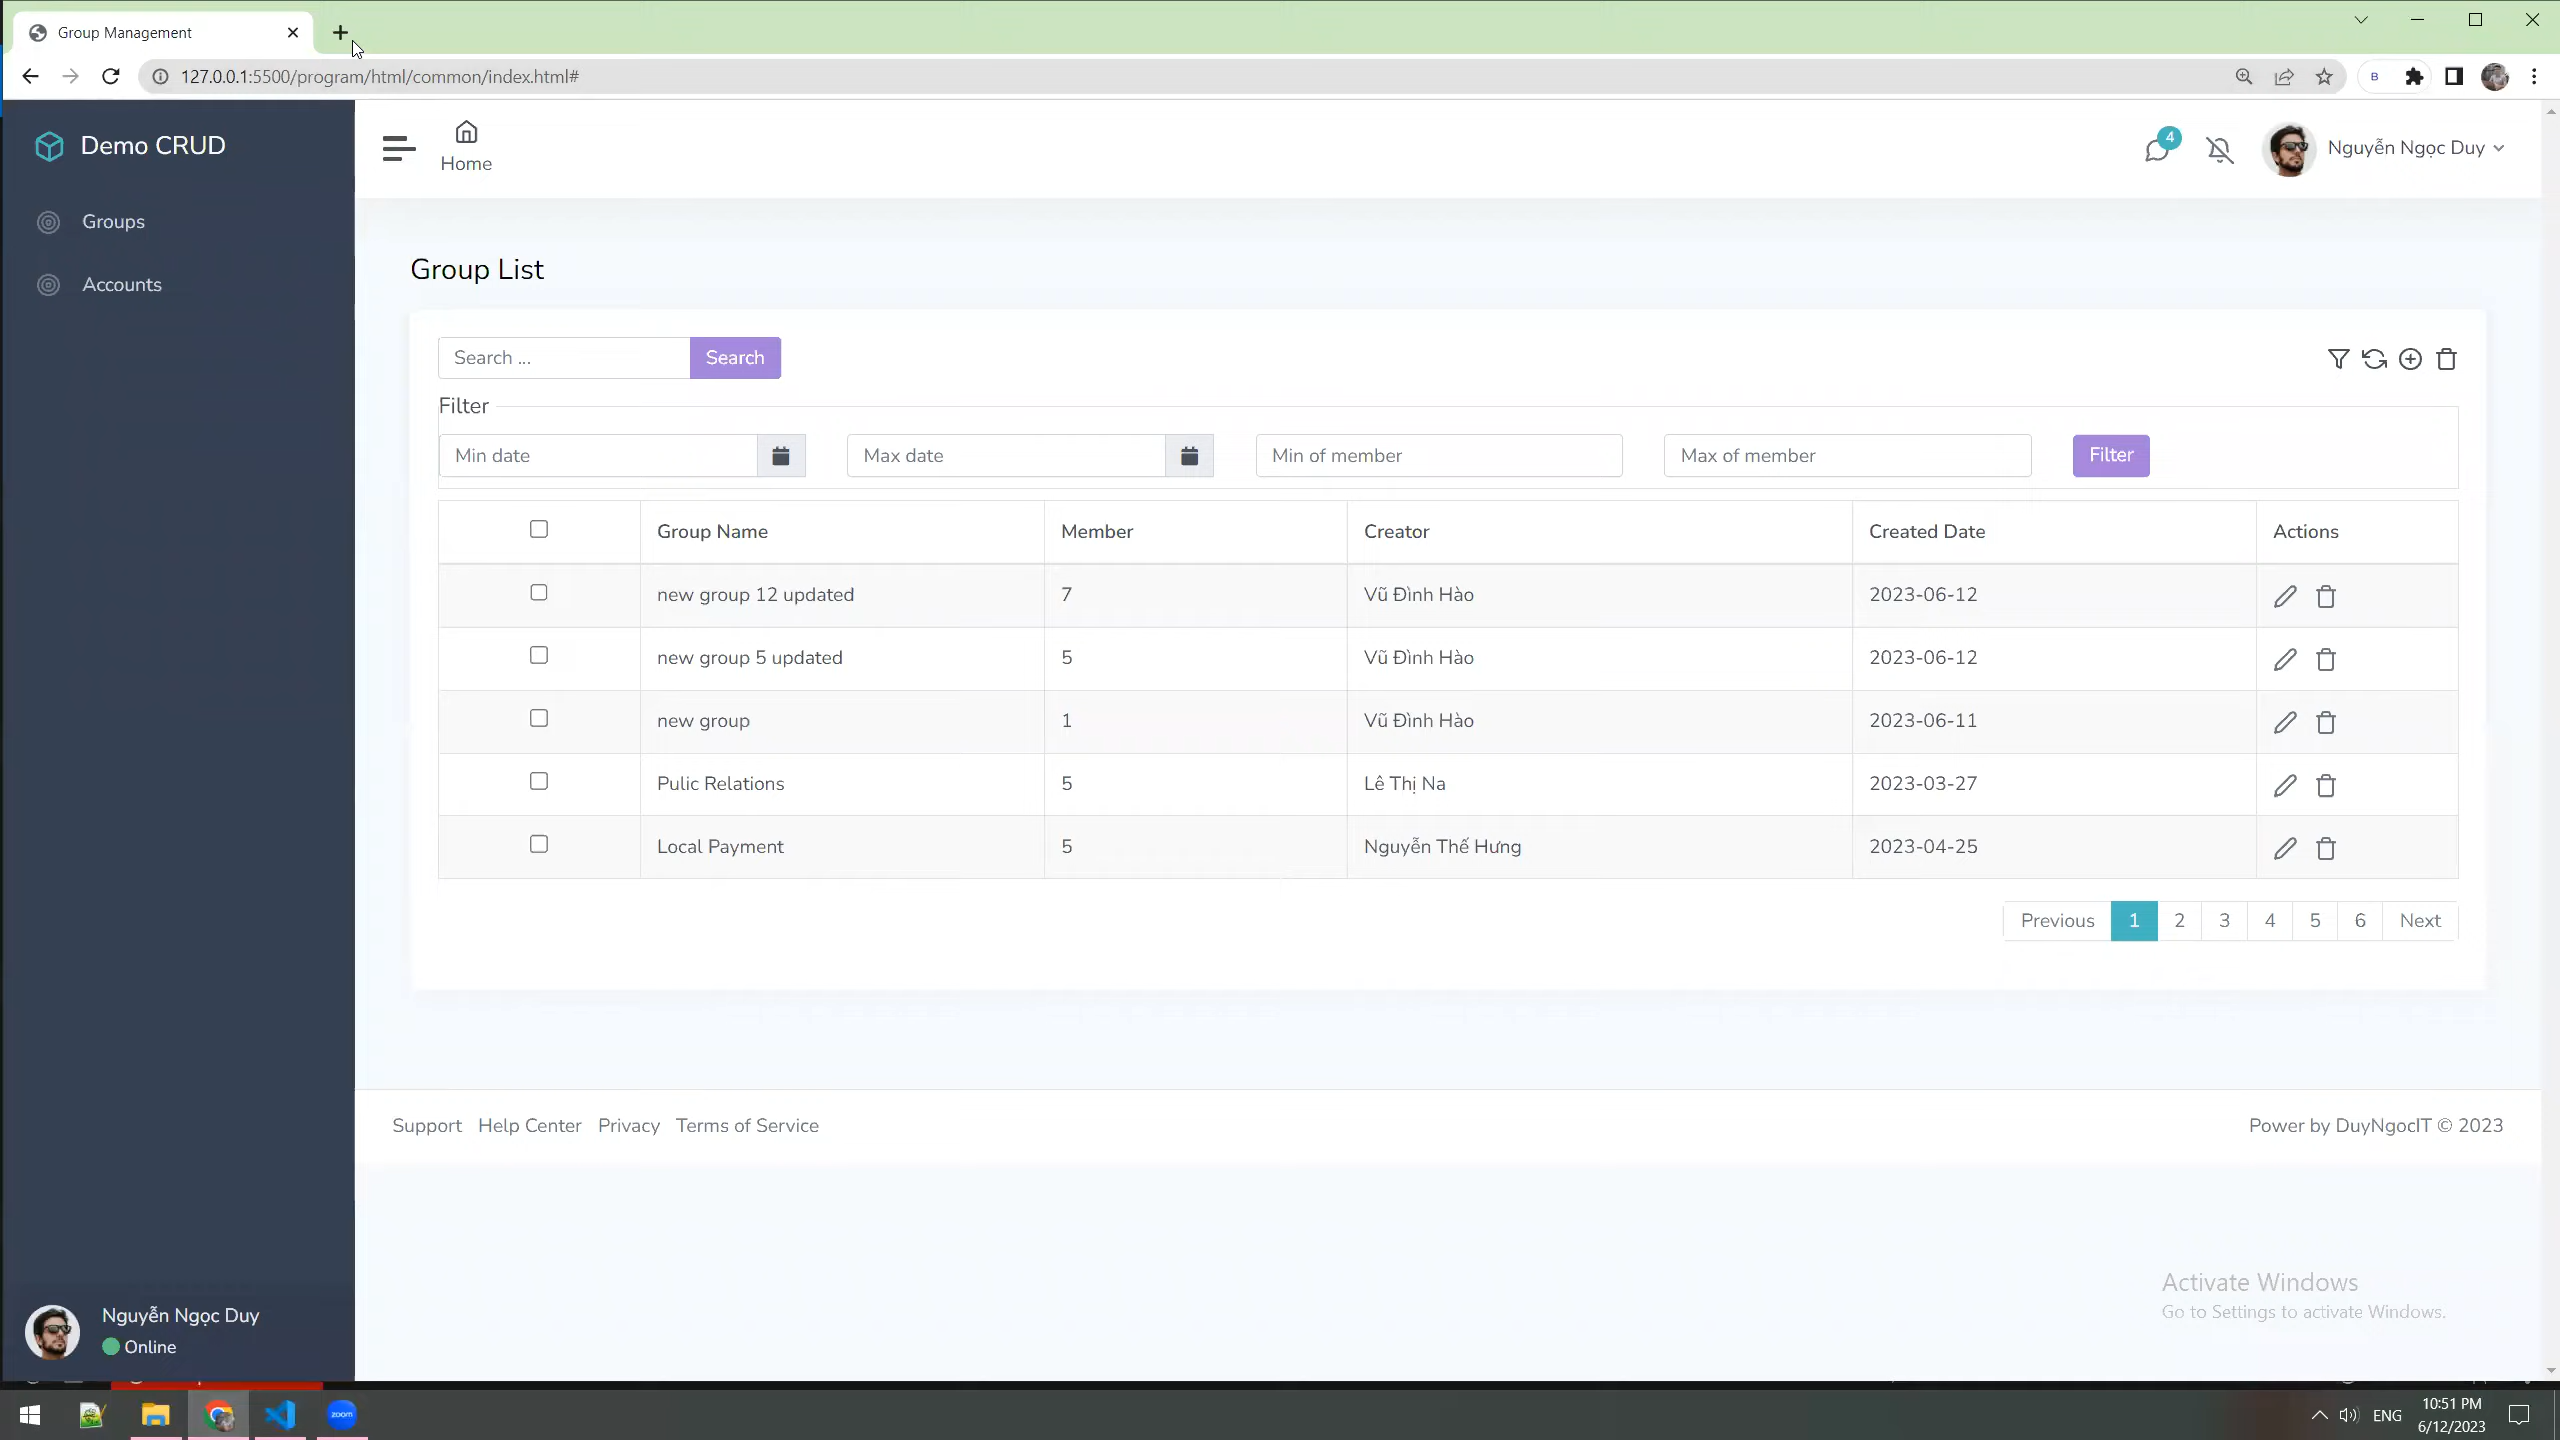 Group Management
127.0.0.1:5500/program/html/common/index.html#
B
Demo CRUD
Home
4
Nguyễn Ngọc Duy
Groups
Accounts
Group List
Search ...
Search
Filter
Min date
Max date
Min of member
Max of member
Filter
Group Name Member Creator Created Date Actions
new group 12 updated 7 Vũ Đình Hào 2023-06-12
new group 5 updated 5 Vũ Đình Hào 2023-06-12
new group 1 Vũ Đình Hào 2023-06-11
Pulic Relations 5 Lê Thị Na 2023-03-27
Local Payment 5 Nguyễn Thế Hưng 2023-04-25
Previous 1 2 3 4 5 6 Next
Support Help Center Privacy Terms of Service
Power by DuyNgocIT © 2023
Activate Windows
Go to Settings to activate Windows.
Nguyễn Ngọc Duy
Online
zoom
ENG
10:51 PM
6/12/2023